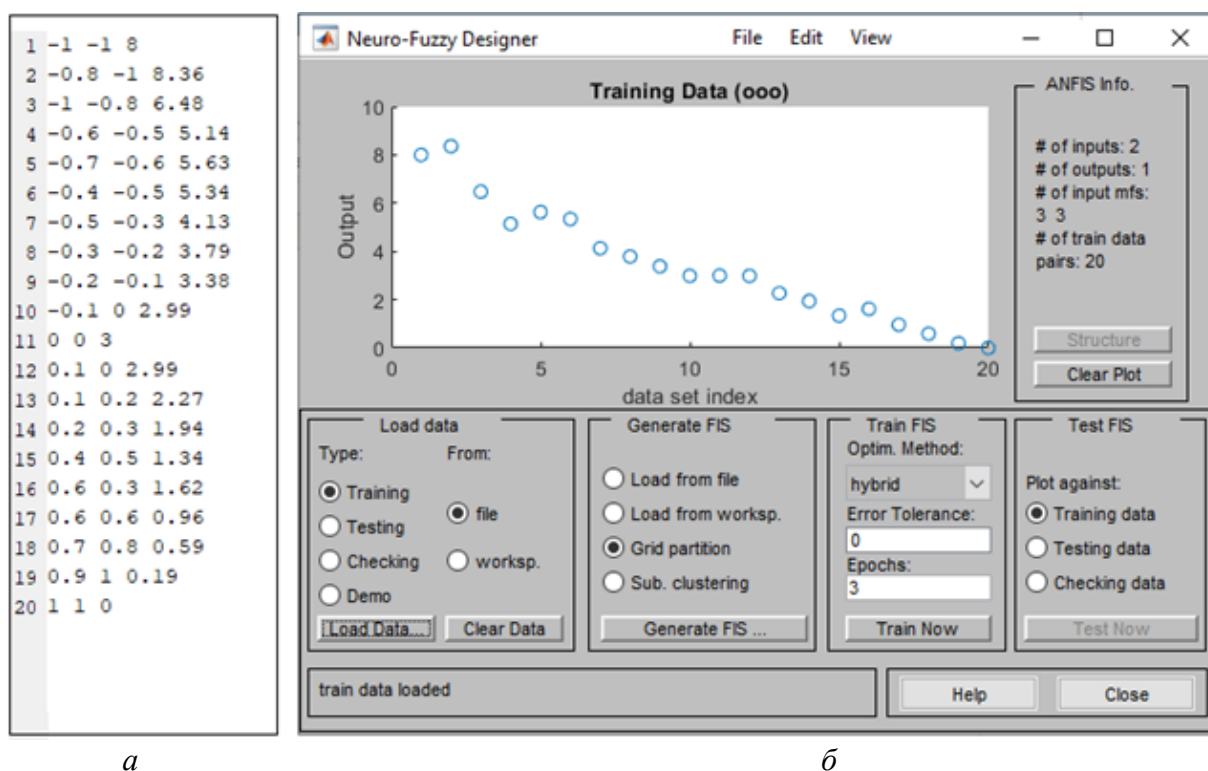 1 -1 -1 8
2 -0.8 -1 8.36
3 -1 -0.8 6.48
4 -0.6 -0.5 5.14
5 -0.7 -0.6 5.63
6 -0.4 -0.5 5.34
7 -0.5 -0.3 4.13
8 -0.3 -0.2 3.79
9 -0.2 -0.1 3.38
10 -0.1 0 2.99
11 0 0 3
12 0.1 0 2.99
13 0.1 0.2 2.27
14 0.2 0.3 1.94
15 0.4 0.5 1.34
16 0.6 0.3 1.62
17 0.6 0.6 0.96
18 0.7 0.8 0.59
19 0.9 1 0.19
20 1 1 0
а
Neuro-Fuzzy Designer File Edit View
Training Data (ooo)
10
8
6
4
2
0
Output
0 5 10 15 20
data set index
ANFIS Info.
# of inputs: 2
# of outputs: 1
# of input mfs:
3 3
# of train data
pairs: 20
Structure
Clear Plot
Load data
Type: From:
Training
Testing
Checking
Demo
file
worksp.
Load Data... Clear Data
Generate FIS
Load from file
Load from worksp.
Grid partition
Sub. clustering
Generate FIS ...
Train FIS
Optim. Method:
hybrid
Error Tolerance:
0
Epochs:
3
Train Now
Test FIS
Plot against:
Training data
Testing data
Checking data
Test Now
train data loaded
Help Close
б